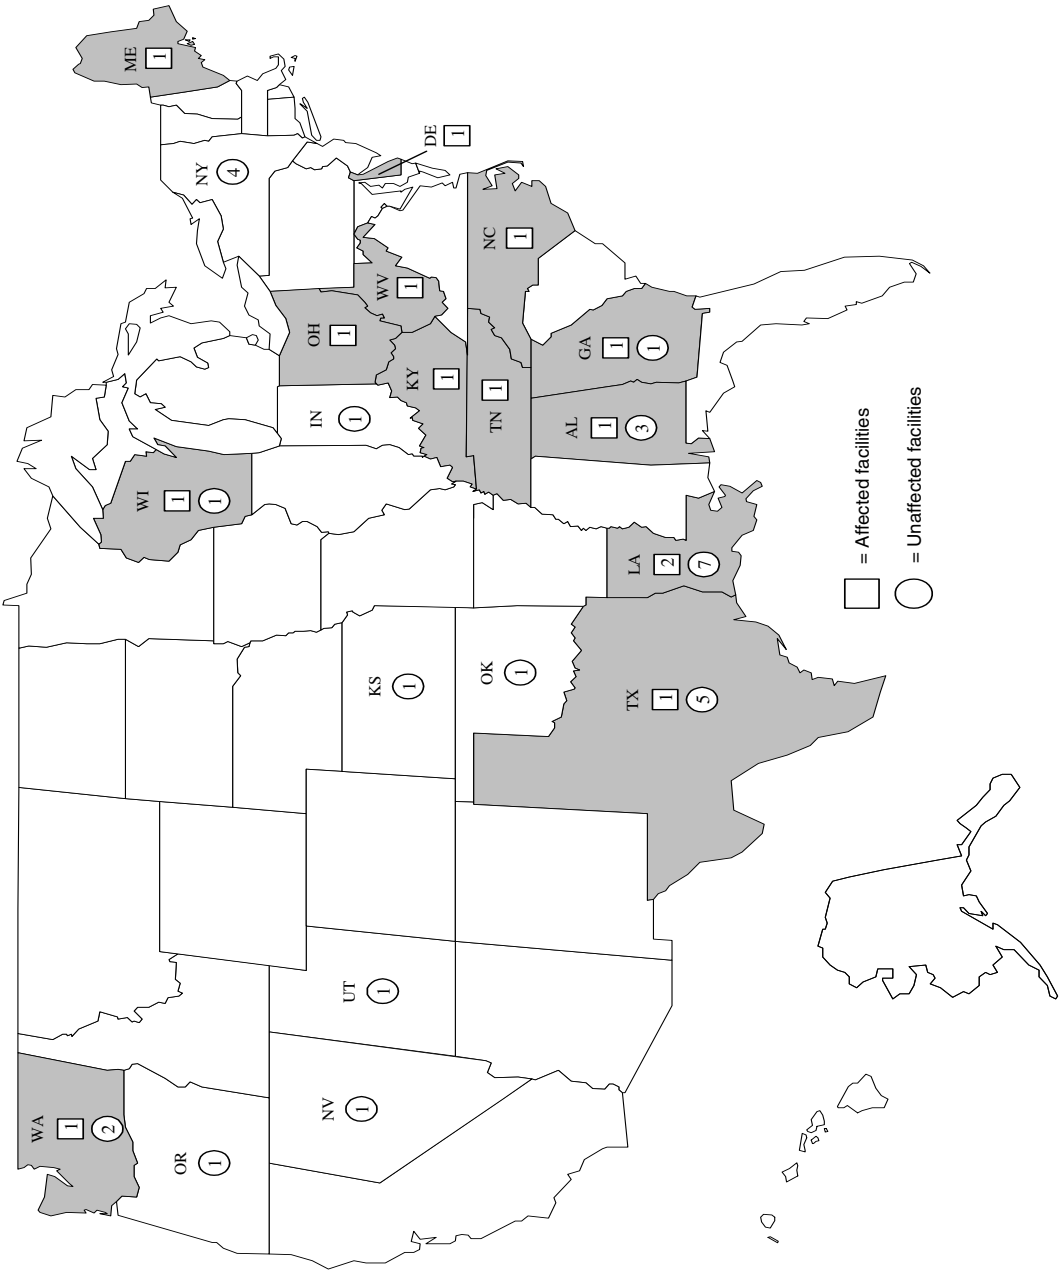 WA
1
2
OR
1
NV
1
UT
1
KS
1
OK
1
TX
1
5
LA
2
7
WI
1
1
IN
1
OH
1
KY
1
TN
1
AL
1
3
GA
1
1
WV
1
NC
1
NY
4
DE
1
ME
1
= Affected facilities
= Unaffected facilities